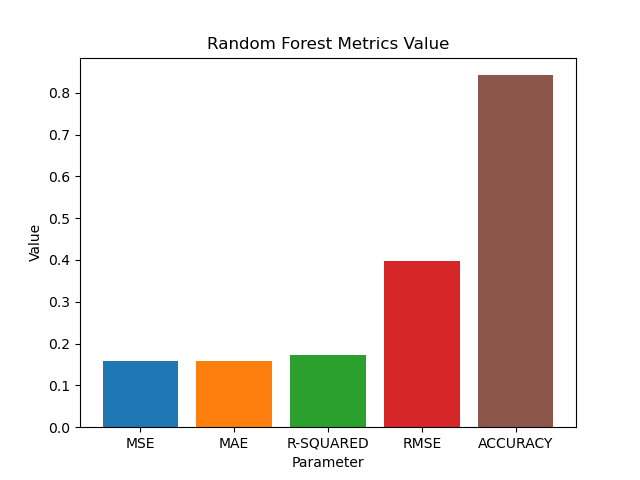 Random Forest Metrics Value
Value
0.8
0.7
0.6
0.5
0.4
0.3
0.2
0.1
0.0
MSE MAE R-SQUARED RMSE ACCURACY
Parameter